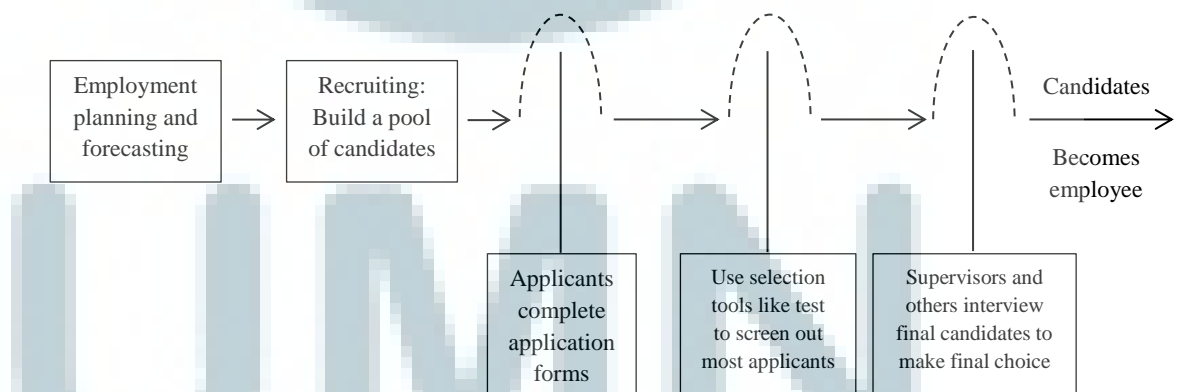 Employment
planning and
forecasting
Recruiting:
Build a pool
of candidates
Candidates
Becomes
employee
Applicants
complete
application
forms
Use selection
tools like test
to screen out
most applicants
Supervisors and
others interview
final candidates to
make final choice
UMN